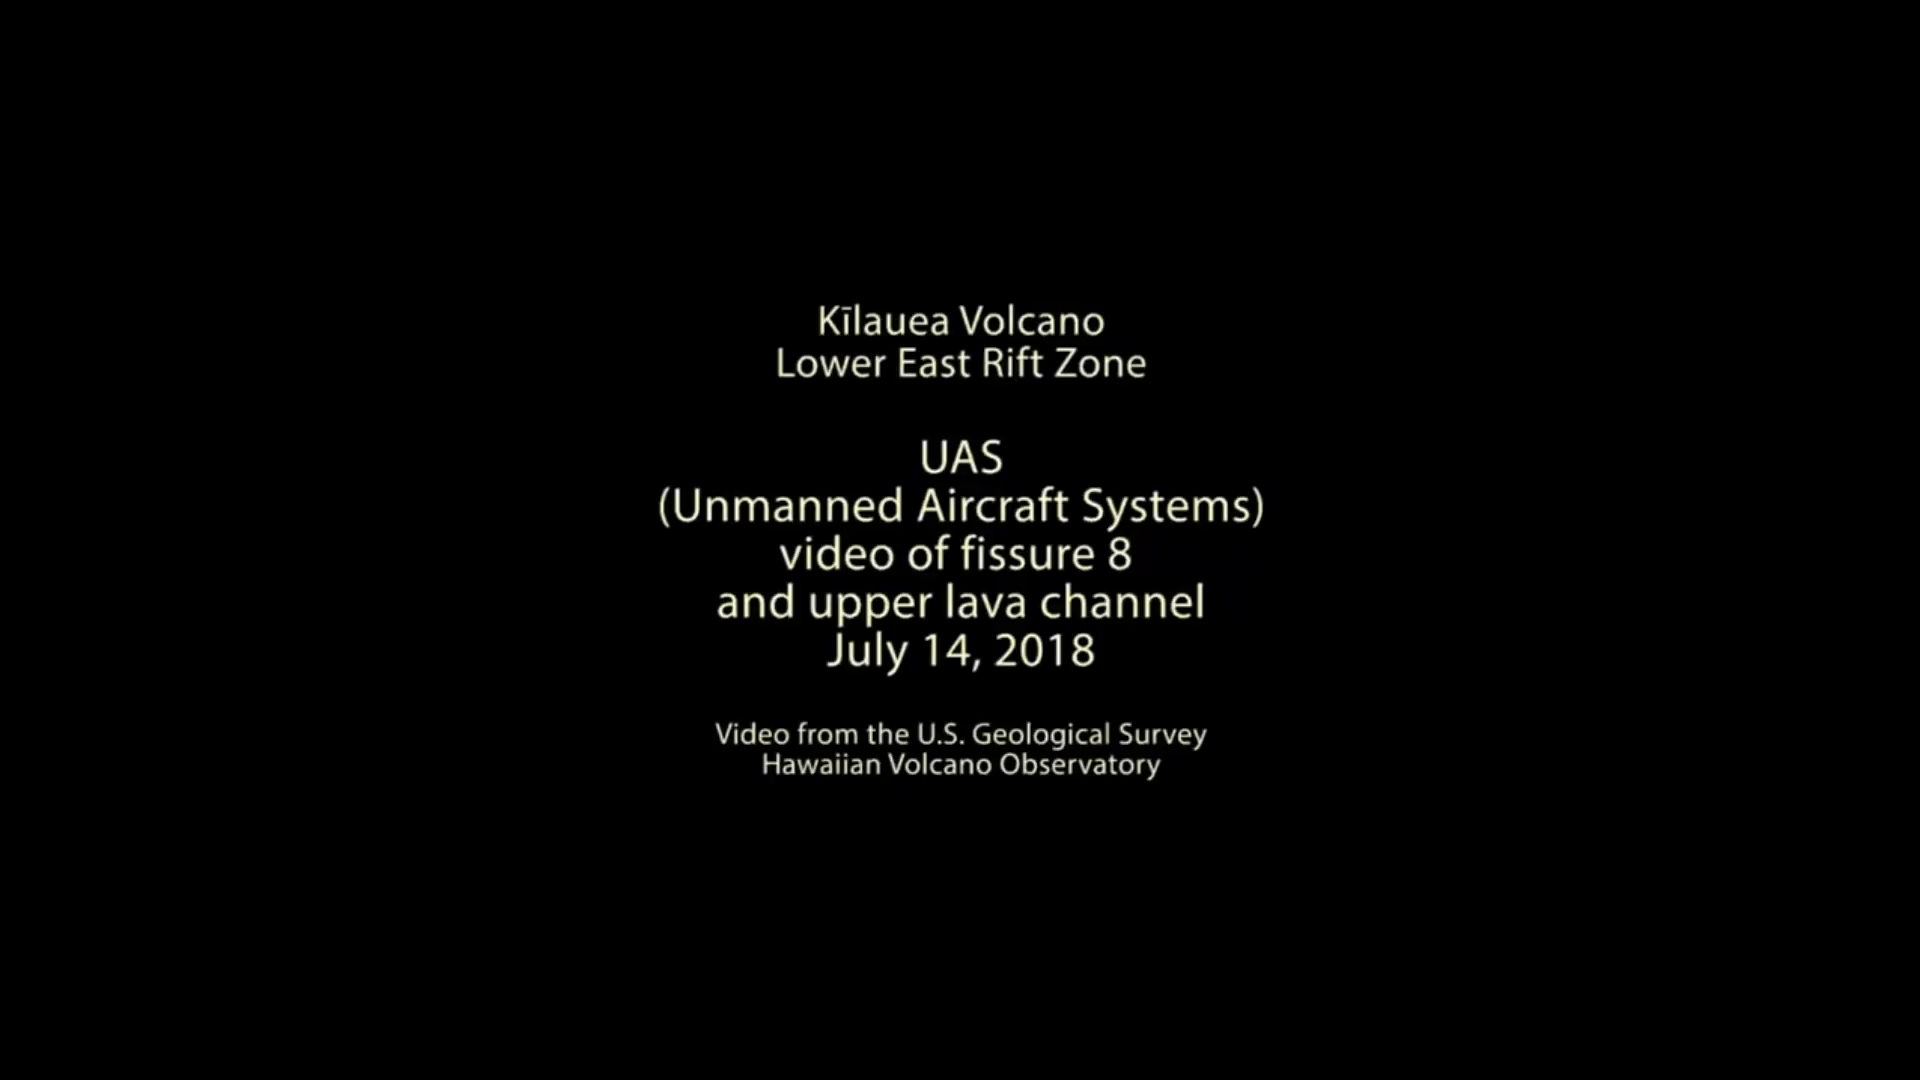 Kīlauea Volcano
Lower East Rift Zone
UAS
(Unmanned Aircraft Systems)
video of fissure 8
and upper lava channel
July 14, 2018
Video from the U.S. Geological Survey
Hawaiian Volcano Observatory